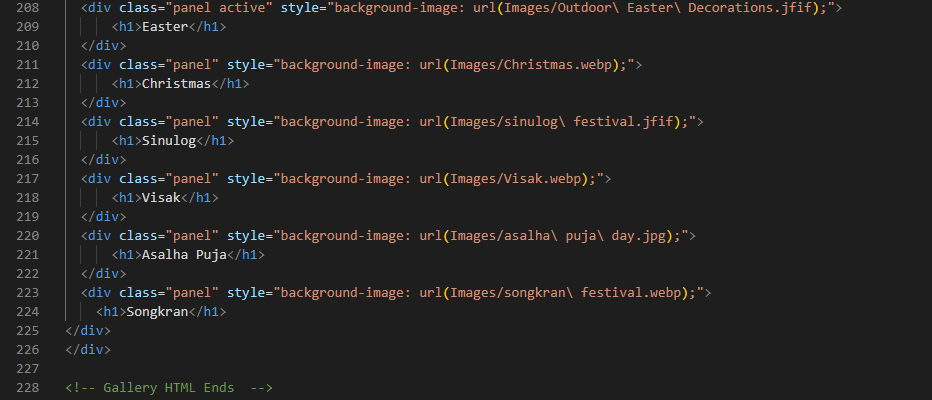 208 <div class="panel active" style="background-image: url(Images/Outdoor\ Easter\ Decorations.jfif);">
209 <h1>Easter</h1>
210 </div>
211 <div class="panel" style="background-image: url(Images/Christmas.webp);">
212 <h1>Christmas</h1>
213 </div>
214 <div class="panel" style="background-image: url(Images/sinulog\ festival.jfif);">
215 <h1>Sinulog</h1>
216 </div>
217 <div class="panel" style="background-image: url(Images/Visak.webp);">
218 <h1>Visak</h1>
219 </div>
220 <div class="panel" style="background-image: url(Images/asalha\ puja\ day.jpg);">
221 <h1>Asalha Puja</h1>
222 </div>
223 <div class="panel" style="background-image: url(Images/songkran\ festival.webp);">
224 <h1>Songkran</h1>
225 </div>
226 </div>
227
228 <!-- Gallery HTML Ends  -->